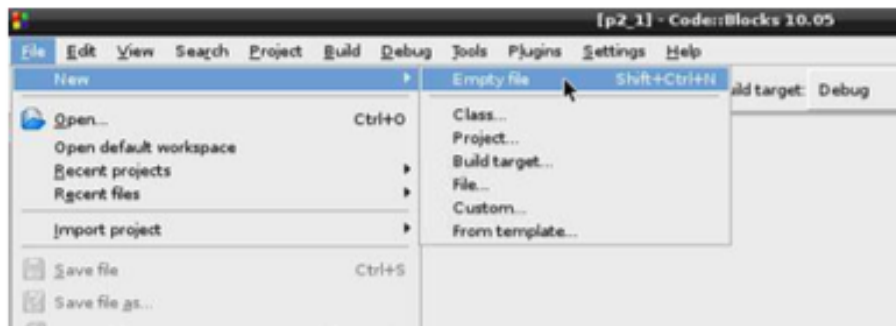 [p2_1] - Code::Blocks 10.05
File Edit View Search Project Build Debug Tools Plugins Settings Help
New
Empty file Shift+Ctrl+N
ild target: Debug
Open... Ctrl+O
Open default workspace
Recent projects
Recent files
Import project
Save file Ctrl+S
Save file as...
Class...
Project...
Build target...
File...
Custom...
From template...